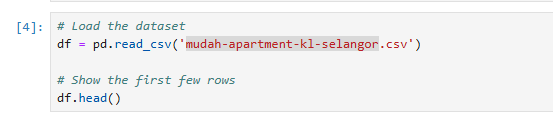 [4]: # Load the dataset
df = pd.read_csv('mudah-apartment-kl-selangor.csv')
# Show the first few rows
df.head()